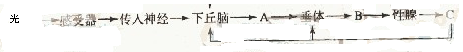 光 → 感受器 → 传入神经 → 下丘脑 → A → 垂体 → B → 性腺 → C